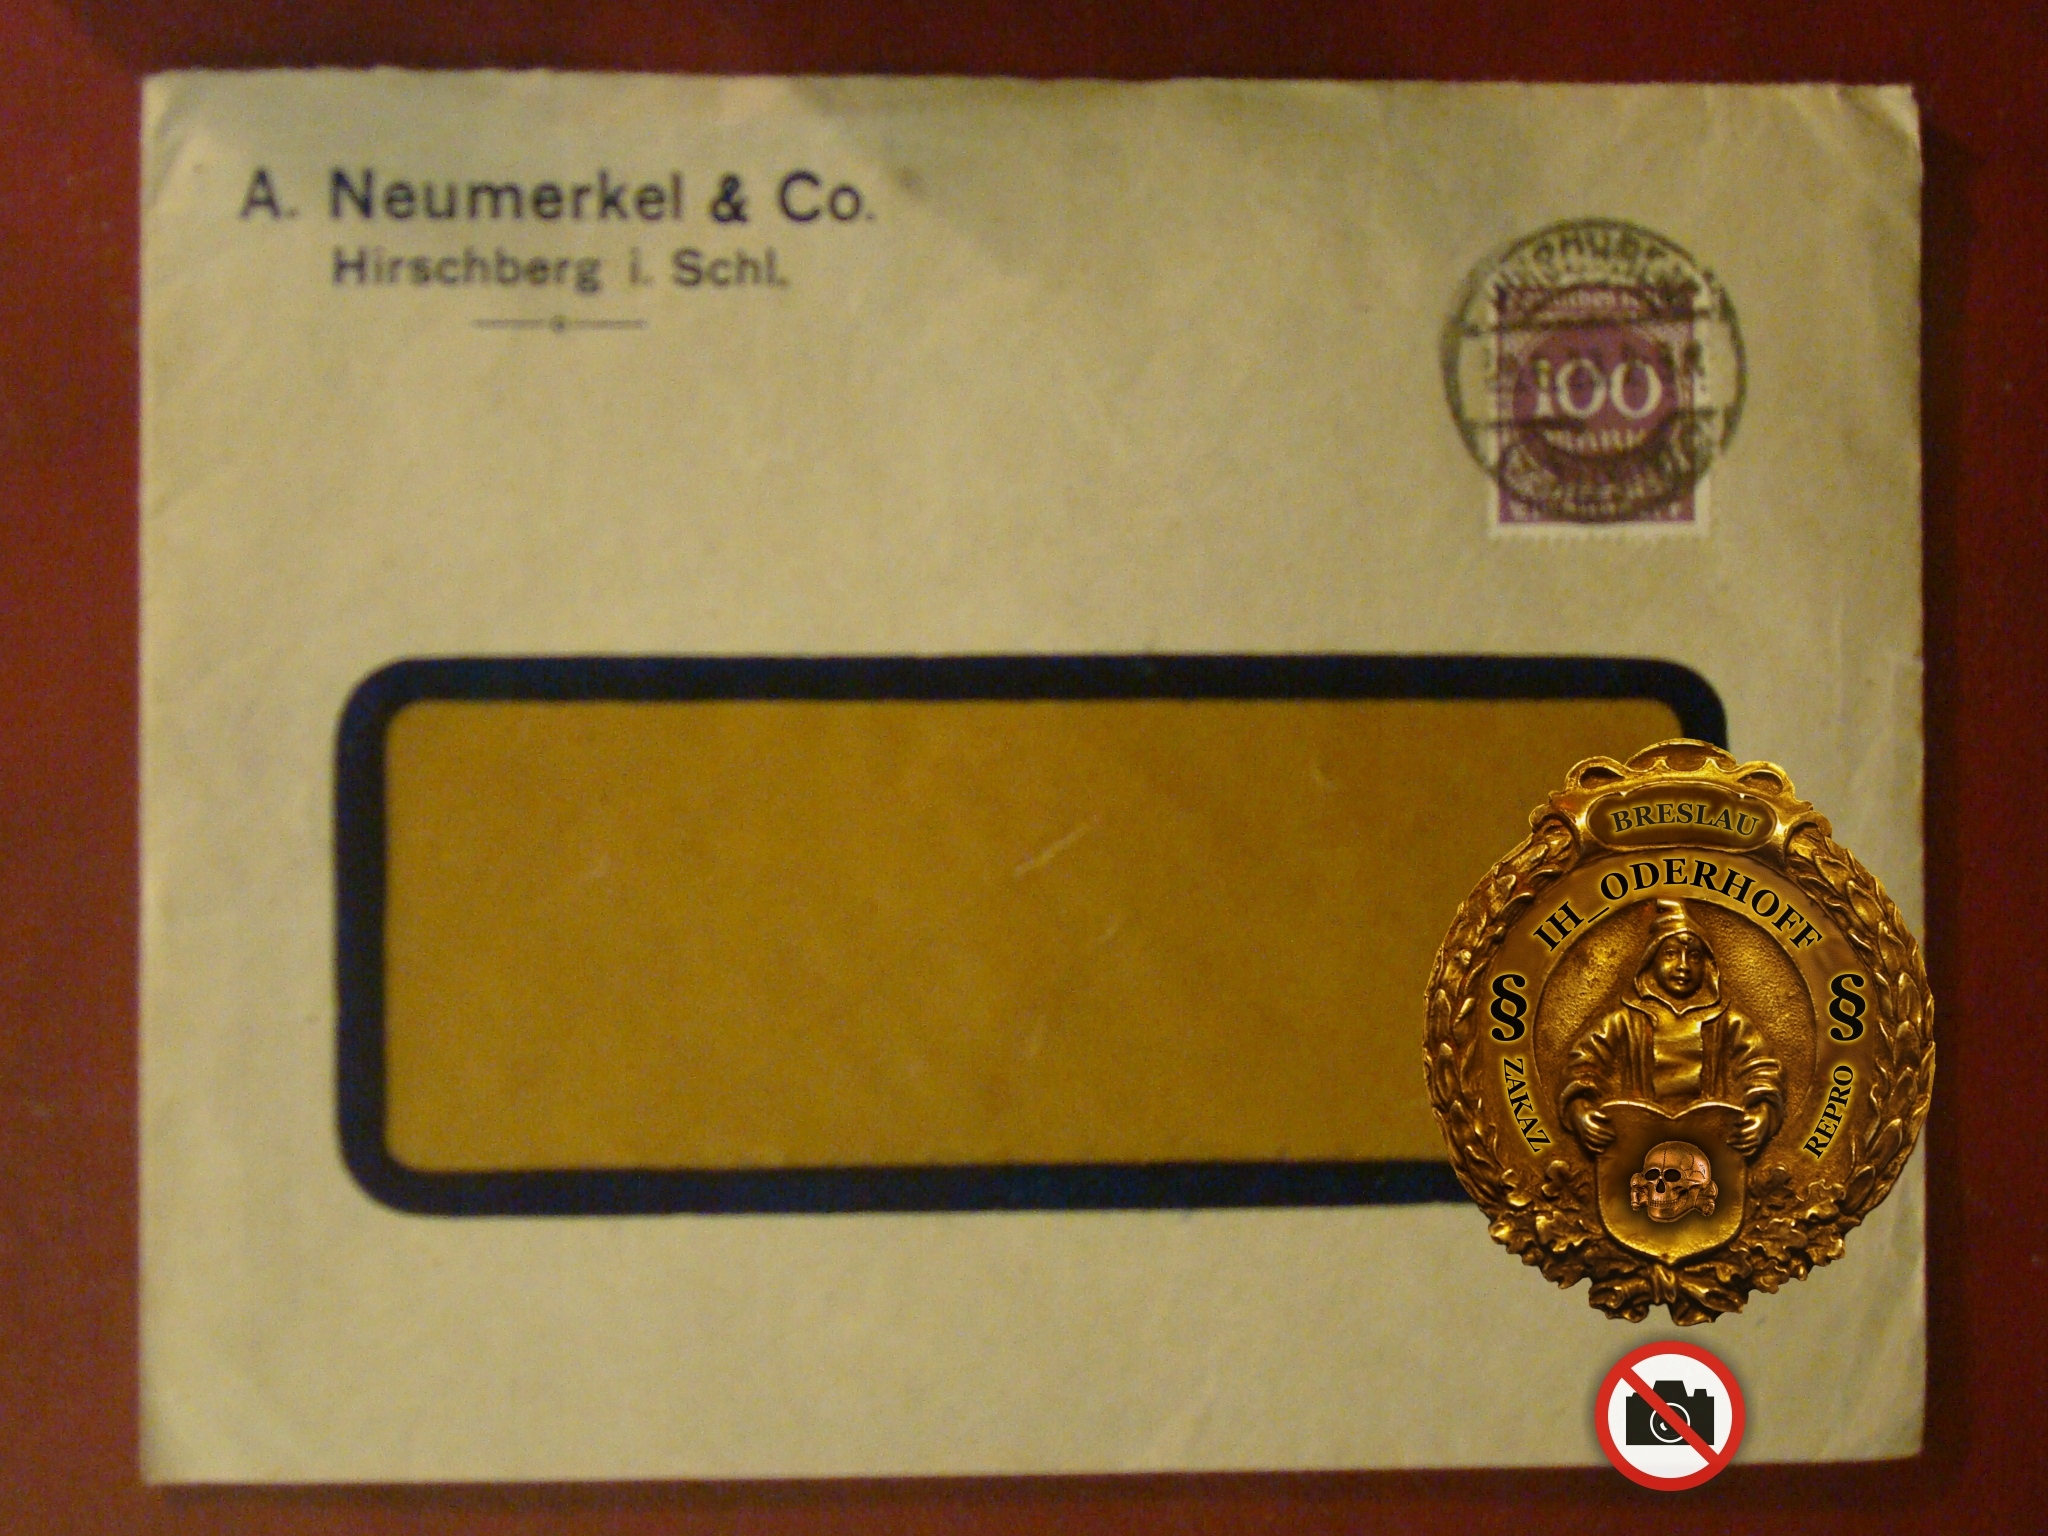 A. Neumerkel & Co.
Hirschberg i. Schl.
100
BRESLAU
IH_ODERHOFF
§ §
ZAKAZ
REPRO